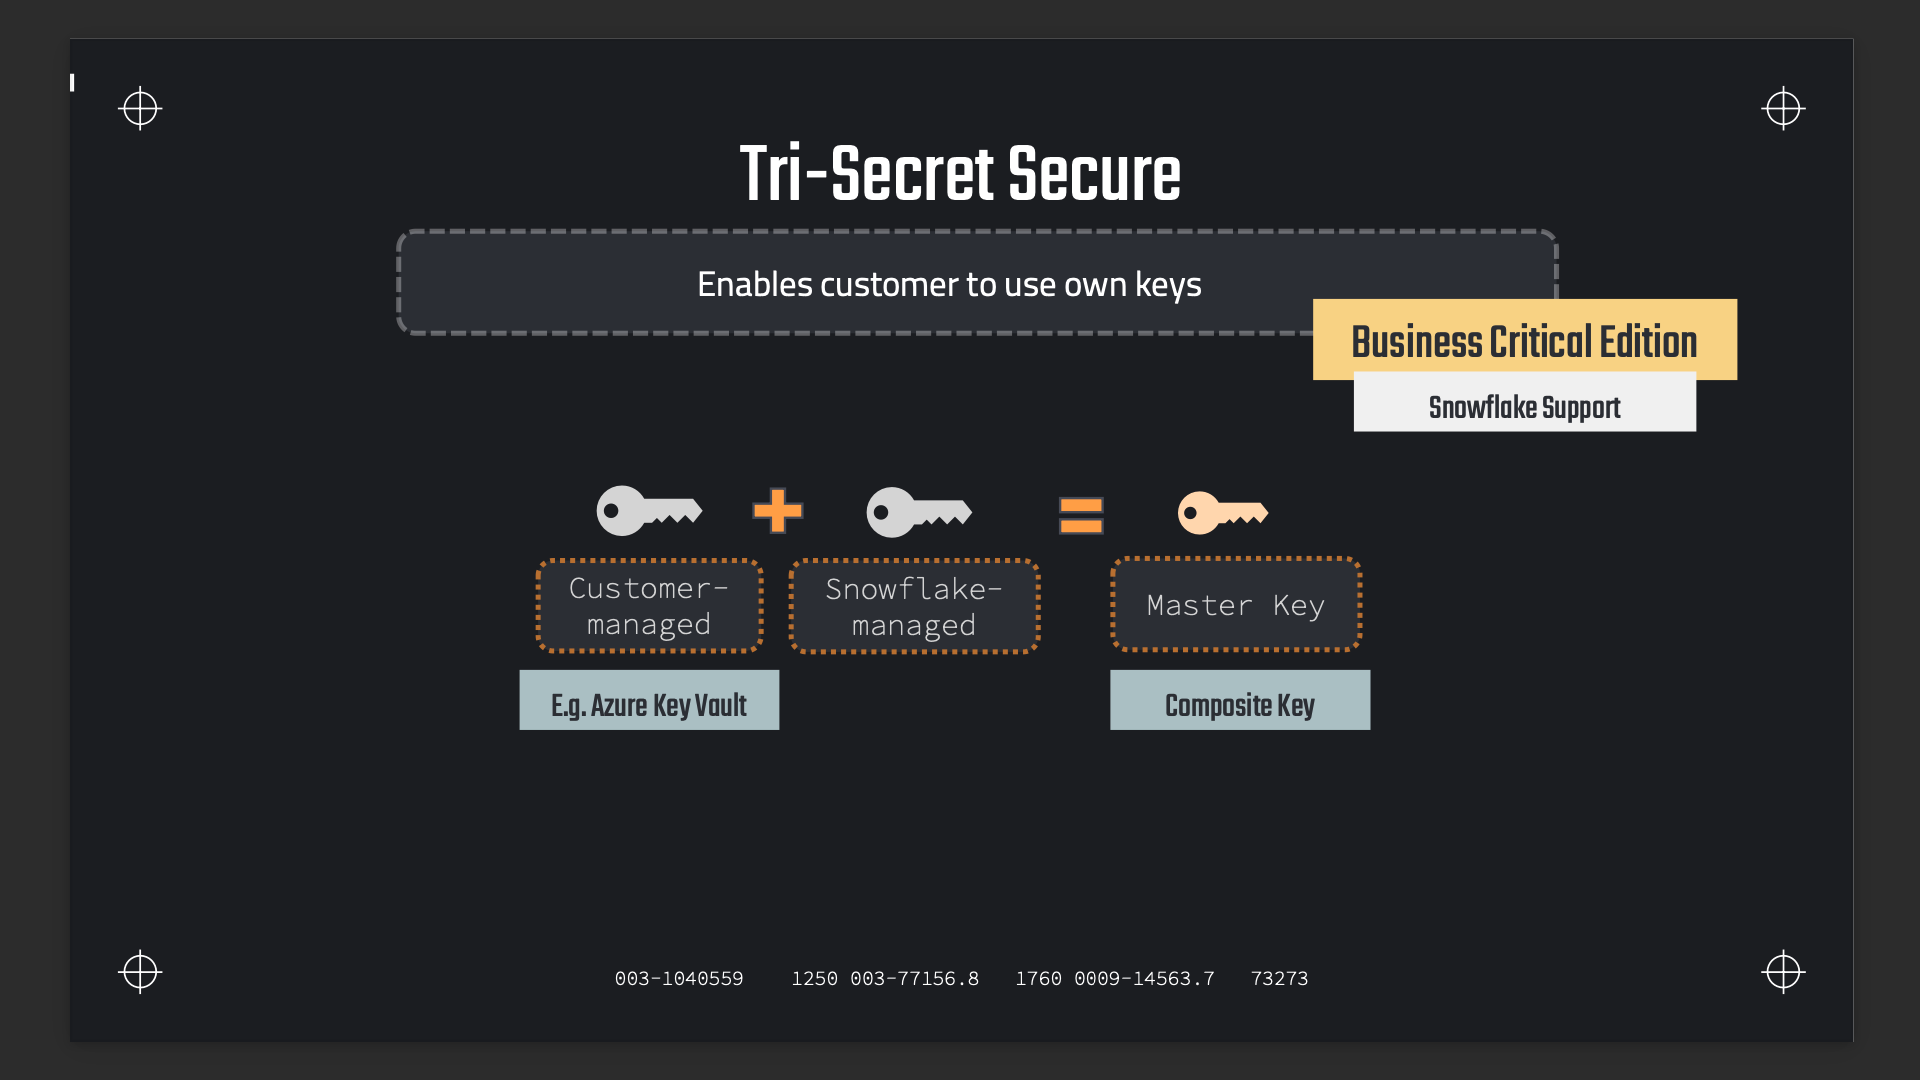 Tri-Secret Secure
Enables customer to use own keys
Business Critical Edition
Snowflake Support
Customer-
managed
Snowflake-
managed
Master Key
E.g. Azure Key Vault
Composite Key
003-1040559 1250 003-77156.8 1760 0009-14563.7 73273